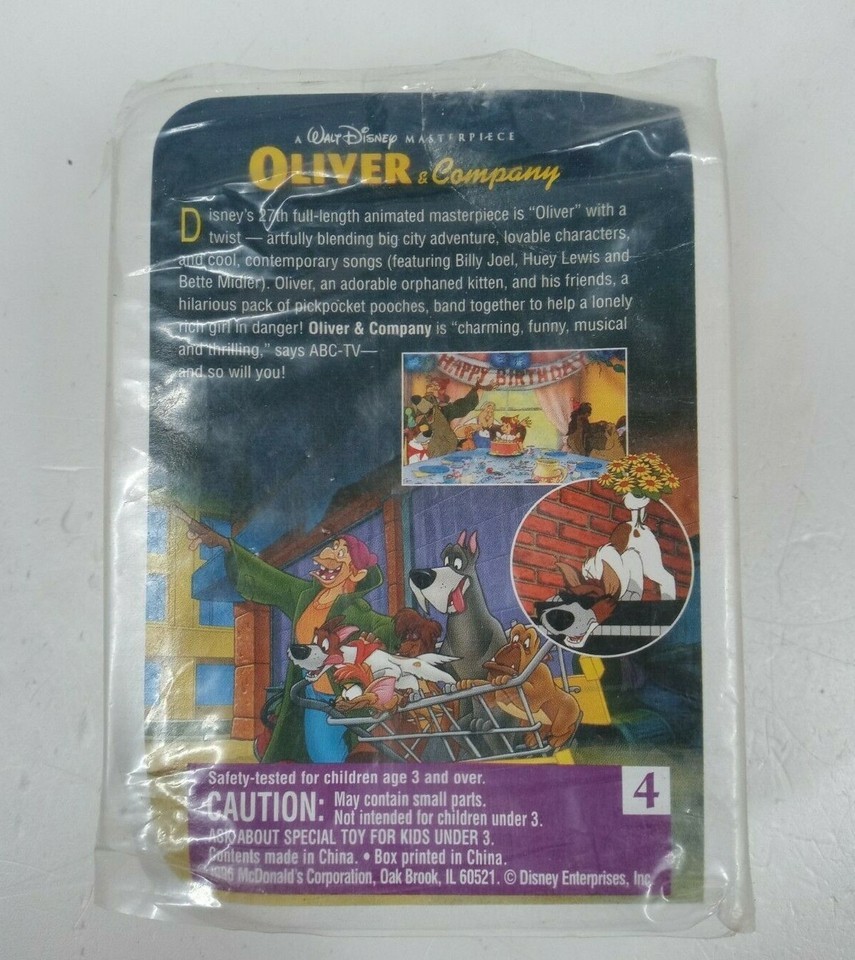 A WALT DISNEY MASTERPIECE
OLIVER & Company
Disney's 27th full-length animated masterpiece is "Oliver" with a
twist — artfully blending big city adventure, lovable characters,
and cool, contemporary songs (featuring Billy Joel, Huey Lewis and
Bette Midler). Oliver, an adorable orphaned kitten, and his friends, a
hilarious pack of pickpocket pooches, band together to help a lonely
rich girl in danger! Oliver & Company is "charming, funny, musical
and thrilling," says ABC-TV—
and so will you!
HAPPY BIRTHDAY
Safety-tested for children age 3 and over.
CAUTION: May contain small parts.
Not intended for children under 3.
ASK ABOUT SPECIAL TOY FOR KIDS UNDER 3.
Contents made in China. • Box printed in China.
1996 McDonald's Corporation, Oak Brook, IL 60521. © Disney Enterprises, Inc.
4